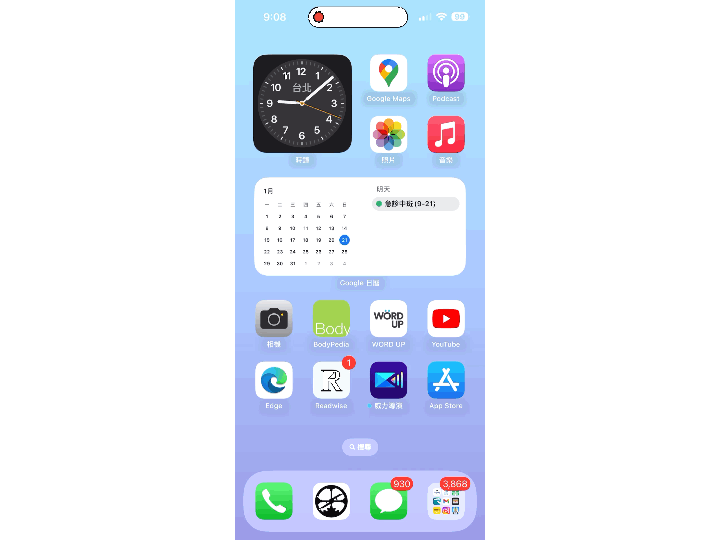 9:08
99
12
11
1
10
台北
2
9
3
8
4
7
5
6
時鐘
Google Maps
Podcast
照片
音樂
1月
一 二 三 四 五 六 日
1 2 3 4 5 6 7
8 9 10 11 12 13 14
15 16 17 18 19 20 21
22 23 24 25 26 27 28
29 30 31 1 2 3 4
明天
急診中班 (9-21)
Google 日曆
Body
WORD UP
相機
BodyPedia
WORD UP
YouTube
R
1
Edge
Readwise
威力導演
App Store
搜尋
930
3,868